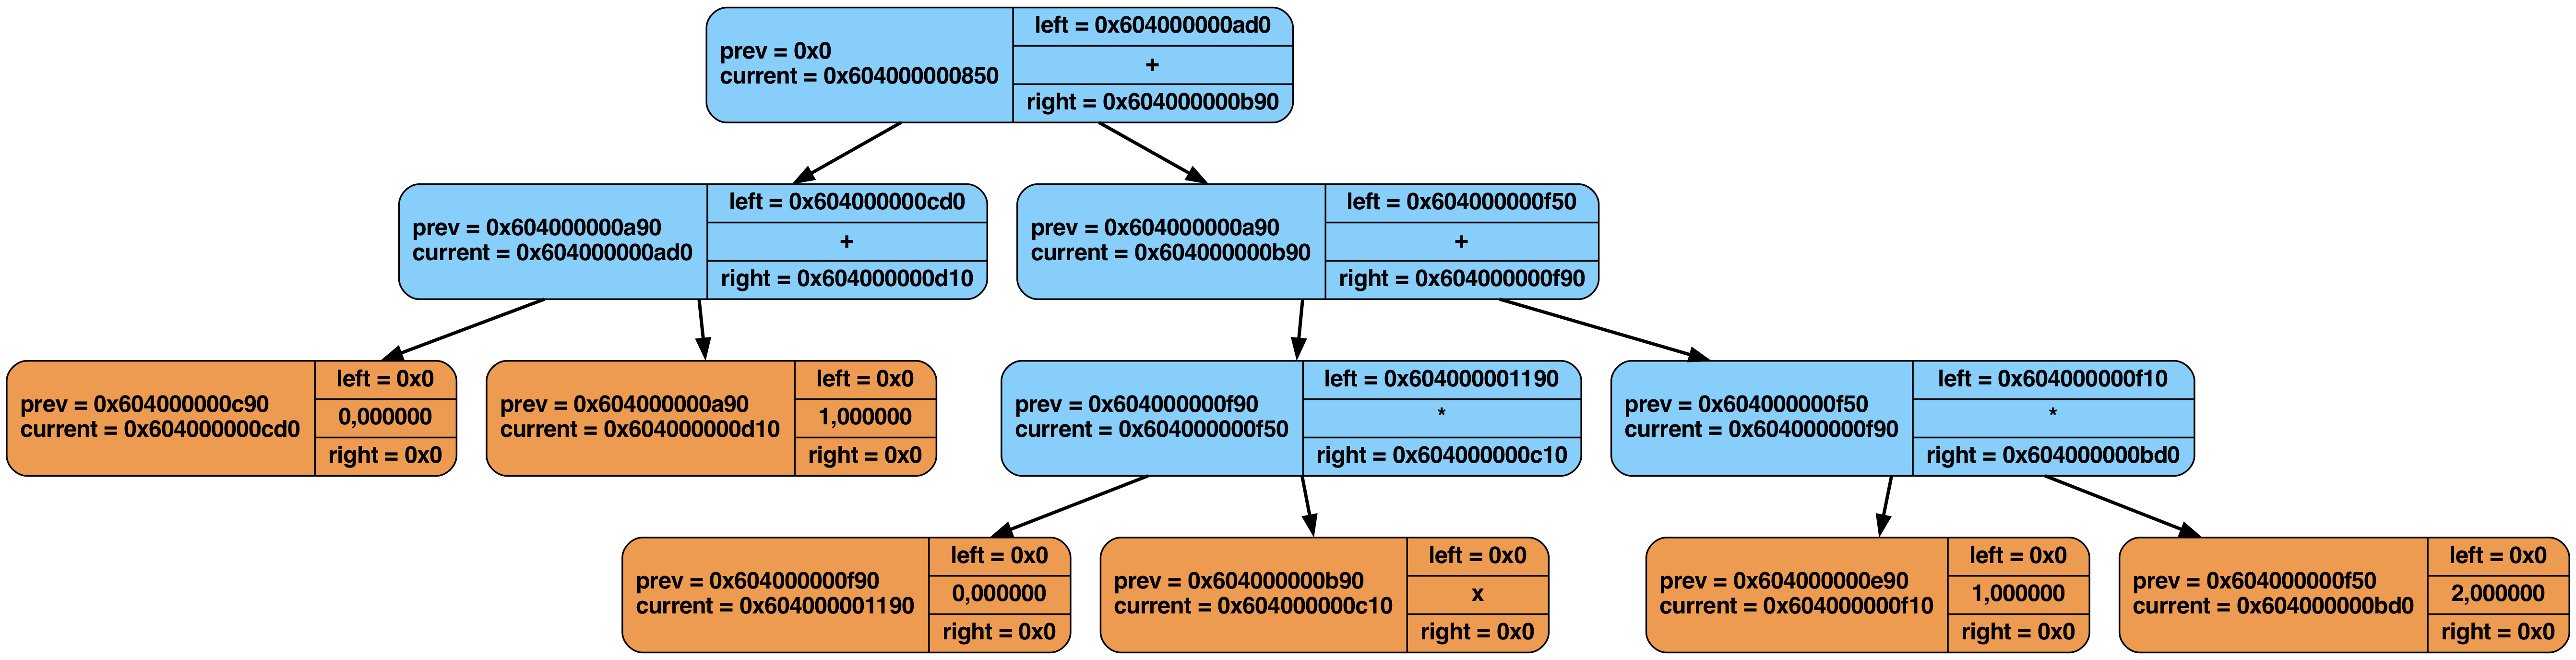 prev = 0x0
current = 0x604000000850
left = 0x604000000ad0
+
right = 0x604000000b90
prev = 0x604000000a90
current = 0x604000000ad0
left = 0x604000000cd0
+
right = 0x604000000d10
prev = 0x604000000a90
current = 0x604000000b90
left = 0x604000000f50
+
right = 0x604000000f90
prev = 0x604000000c90
current = 0x604000000cd0
left = 0x0
0,000000
right = 0x0
prev = 0x604000000a90
current = 0x604000000d10
left = 0x0
1,000000
right = 0x0
prev = 0x604000000f90
current = 0x604000000f50
left = 0x604000001190
*
right = 0x604000000c10
prev = 0x604000000f50
current = 0x604000000f90
left = 0x604000000f10
*
right = 0x604000000bd0
prev = 0x604000000f90
current = 0x604000001190
left = 0x0
0,000000
right = 0x0
prev = 0x604000000b90
current = 0x604000000c10
left = 0x0
x
right = 0x0
prev = 0x604000000e90
current = 0x604000000f10
left = 0x0
1,000000
right = 0x0
prev = 0x604000000f50
current = 0x604000000bd0
left = 0x0
2,000000
right = 0x0